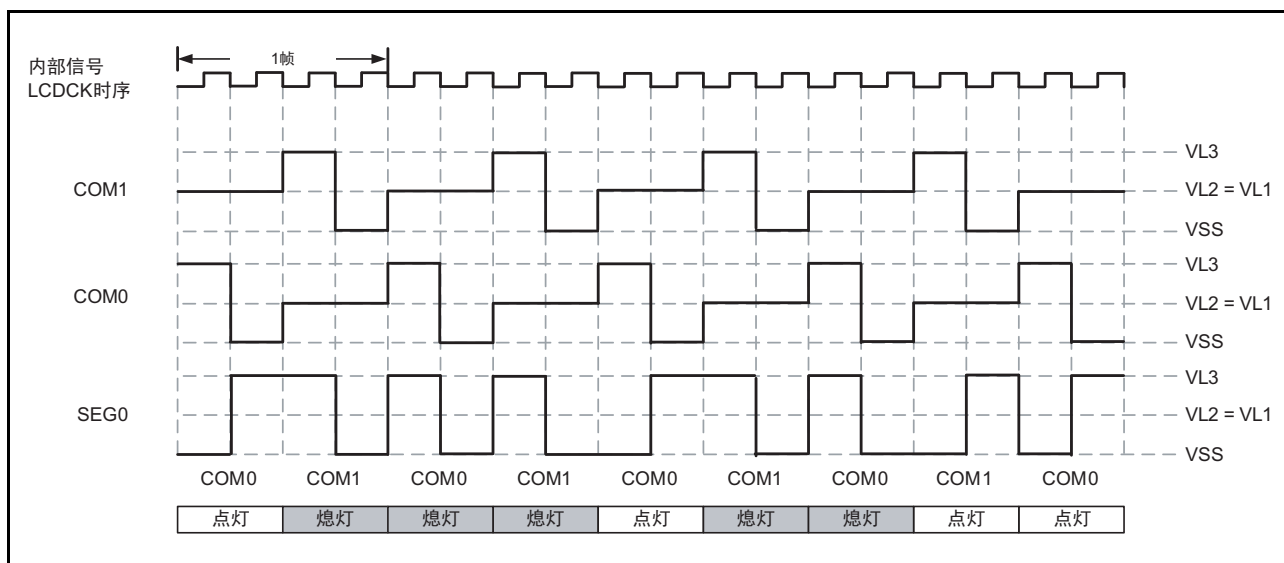 1帧
内部信号
LCDCK时序
COM1
VL3
VL2 = VL1
VSS
COM0
VL3
VL2 = VL1
VSS
SEG0
VL3
VL2 = VL1
VSS
COM0 COM1 COM0 COM1 COM0 COM1 COM0 COM1 COM0
点灯 熄灯 熄灯 熄灯 点灯 熄灯 熄灯 点灯 点灯